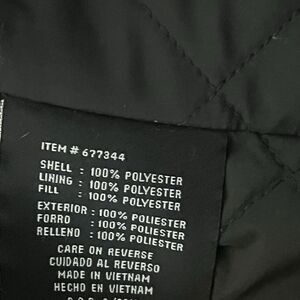 ITEM # 677344
SHELL : 100% POLYESTER
LINING : 100% POLYESTER
FILL : 100% POLYESTER
EXTERIOR : 100% POLIESTER
FORRO : 100% POLIESTER
RELLENO : 100% POLIESTER
CARE ON REVERSE
CUIDADO AL REVERSO
MADE IN VIETNAM
HECHO EN VIETNAM